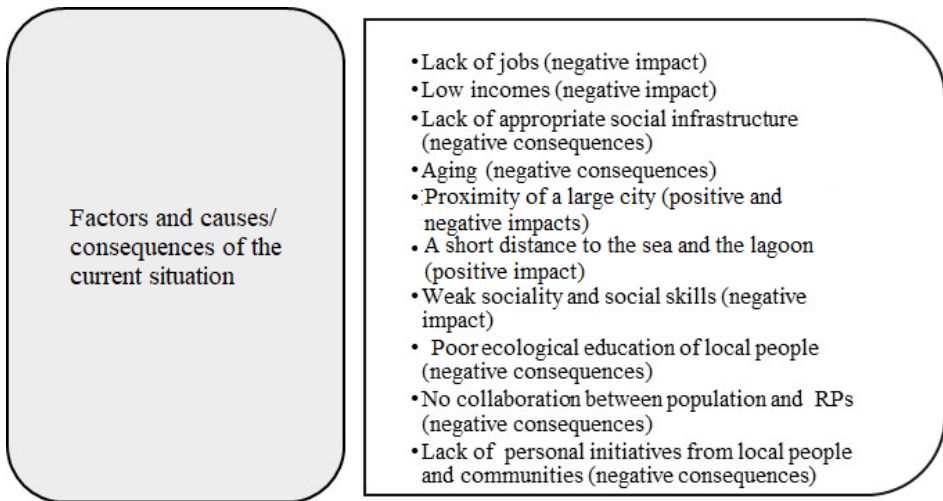 Factors and causes/
consequences of the
current situation
•Lack of jobs (negative impact)
•Low incomes (negative impact)
•Lack of appropriate social infrastructure
(negative consequences)
•Aging (negative consequences)
•Proximity of a large city (positive and
negative impacts)
• A short distance to the sea and the lagoon
(positive impact)
•Weak sociality and social skills (negative
impact)
• Poor ecological education of local people
(negative consequences)
•No collaboration between population and RPs
(negative consequences)
•Lack of personal initiatives from local people
and communities (negative consequences)